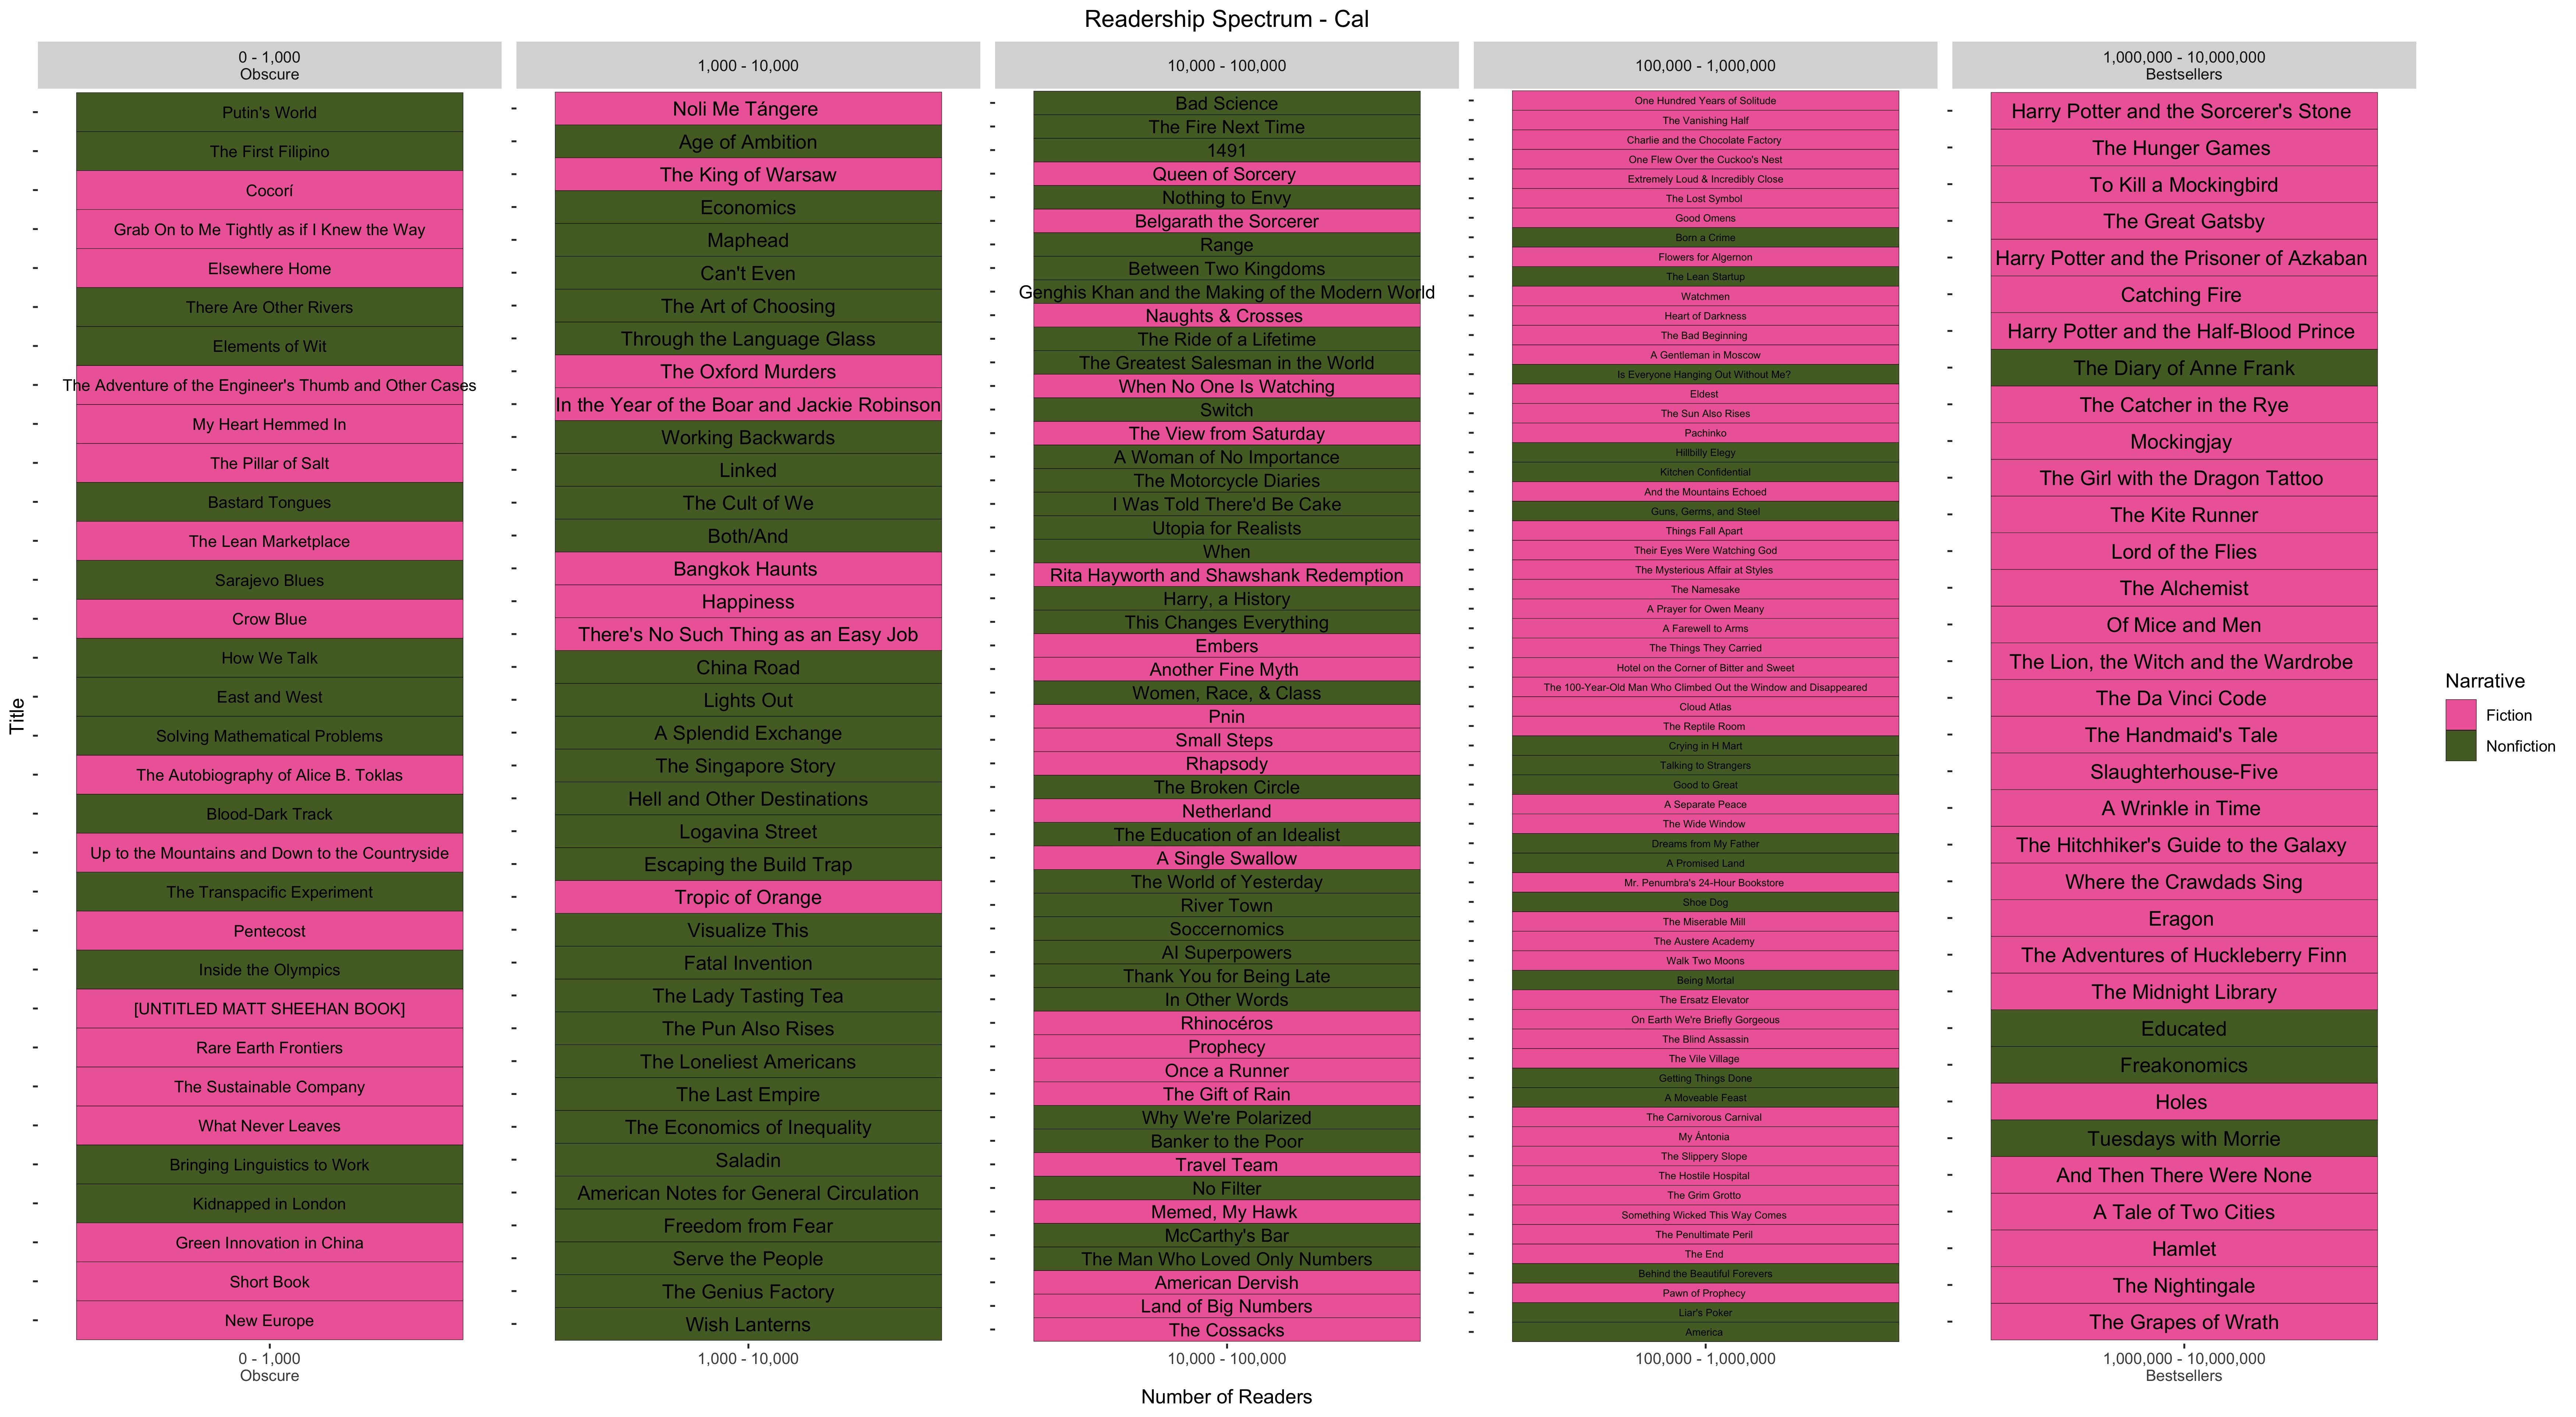 Readership Spectrum - Cal
0 - 1,000
Obscure
Putin's World
The First Filipino
Cocorí
Grab On to Me Tightly as if I Knew the Way
Elsewhere Home
There Are Other Rivers
Elements of Wit
The Adventure of the Engineer's Thumb and Other Cases
My Heart Hemmed In
The Pillar of Salt
Bastard Tongues
The Lean Marketplace
Sarajevo Blues
Crow Blue
How We Talk
East and West
Solving Mathematical Problems
The Autobiography of Alice B. Toklas
Blood-Dark Track
Up to the Mountains and Down to the Countryside
The Transpacific Experiment
Pentecost
Inside the Olympics
[UNTITLED MATT SHEEHAN BOOK]
Rare Earth Frontiers
The Sustainable Company
What Never Leaves
Bringing Linguistics to Work
Kidnapped in London
Green Innovation in China
Short Book
New Europe
0 - 1,000
Obscure
1,000 - 10,000
Noli Me Tángere
Age of Ambition
The King of Warsaw
Economics
Maphead
Can't Even
The Art of Choosing
Through the Language Glass
The Oxford Murders
In the Year of the Boar and Jackie Robinson
Working Backwards
Linked
The Cult of We
Both/And
Bangkok Haunts
Happiness
There's No Such Thing as an Easy Job
China Road
Lights Out
A Splendid Exchange
The Singapore Story
Hell and Other Destinations
Logavina Street
Escaping the Build Trap
Tropic of Orange
Visualize This
Fatal Invention
The Lady Tasting Tea
The Pun Also Rises
The Loneliest Americans
The Last Empire
The Economics of Inequality
Saladin
American Notes for General Circulation
Freedom from Fear
Serve the People
The Genius Factory
Wish Lanterns
1,000 - 10,000
10,000 - 100,000
Bad Science
The Fire Next Time
1491
Queen of Sorcery
Nothing to Envy
Belgarath the Sorcerer
Range
Between Two Kingdoms
Genghis Khan and the Making of the Modern World
Naughts & Crosses
The Ride of a Lifetime
The Greatest Salesman in the World
When No One Is Watching
Switch
The View from Saturday
A Woman of No Importance
The Motorcycle Diaries
I Was Told There'd Be Cake
Utopia for Realists
When
Rita Hayworth and Shawshank Redemption
Harry, a History
This Changes Everything
Embers
Another Fine Myth
Women, Race, & Class
Pnin
Small Steps
Rhapsody
The Broken Circle
Netherland
The Education of an Idealist
A Single Swallow
The World of Yesterday
River Town
Soccernomics
AI Superpowers
Thank You for Being Late
In Other Words
Rhinocéros
Prophecy
Once a Runner
The Gift of Rain
Why We're Polarized
Banker to the Poor
Travel Team
No Filter
Memed, My Hawk
McCarthy's Bar
The Man Who Loved Only Numbers
American Dervish
Land of Big Numbers
The Cossacks
10,000 - 100,000
100,000 - 1,000,000
One Hundred Years of Solitude
The Vanishing Half
Charlie and the Chocolate Factory
One Flew Over the Cuckoo's Nest
Extremely Loud & Incredibly Close
The Lost Symbol
Good Omens
Born a Crime
Flowers for Algernon
The Lean Startup
Watchmen
Heart of Darkness
The Bad Beginning
A Gentleman in Moscow
Is Everyone Hanging Out Without Me?
Eldest
The Sun Also Rises
Pachinko
Hillbilly Elegy
Kitchen Confidential
And the Mountains Echoed
Guns, Germs, and Steel
Things Fall Apart
Their Eyes Were Watching God
The Mysterious Affair at Styles
The Namesake
A Prayer for Owen Meany
A Farewell to Arms
The Things They Carried
Hotel on the Corner of Bitter and Sweet
The 100-Year-Old Man Who Climbed Out the Window and Disappeared
Cloud Atlas
The Reptile Room
Crying in H Mart
Talking to Strangers
Good to Great
A Separate Peace
The Wide Window
Dreams from My Father
A Promised Land
Mr. Penumbra's 24-Hour Bookstore
Shoe Dog
The Miserable Mill
The Austere Academy
Walk Two Moons
Being Mortal
The Ersatz Elevator
On Earth We're Briefly Gorgeous
The Blind Assassin
The Vile Village
Getting Things Done
A Moveable Feast
The Carnivorous Carnival
My Ántonia
The Slippery Slope
The Hostile Hospital
The Grim Grotto
Something Wicked This Way Comes
The Penultimate Peril
The End
Behind the Beautiful Forevers
Pawn of Prophecy
Liar's Poker
America
100,000 - 1,000,000
1,000,000 - 10,000,000
Bestsellers
Harry Potter and the Sorcerer's Stone
The Hunger Games
To Kill a Mockingbird
The Great Gatsby
Harry Potter and the Prisoner of Azkaban
Catching Fire
Harry Potter and the Half-Blood Prince
The Diary of Anne Frank
The Catcher in the Rye
Mockingjay
The Girl with the Dragon Tattoo
The Kite Runner
Lord of the Flies
The Alchemist
Of Mice and Men
The Lion, the Witch and the Wardrobe
The Da Vinci Code
The Handmaid's Tale
Slaughterhouse-Five
A Wrinkle in Time
The Hitchhiker's Guide to the Galaxy
Where the Crawdads Sing
Eragon
The Adventures of Huckleberry Finn
The Midnight Library
Educated
Freakonomics
Holes
Tuesdays with Morrie
And Then There Were None
A Tale of Two Cities
Hamlet
The Nightingale
The Grapes of Wrath
1,000,000 - 10,000,000
Bestsellers
Title
Number of Readers
Narrative
Fiction
Nonfiction